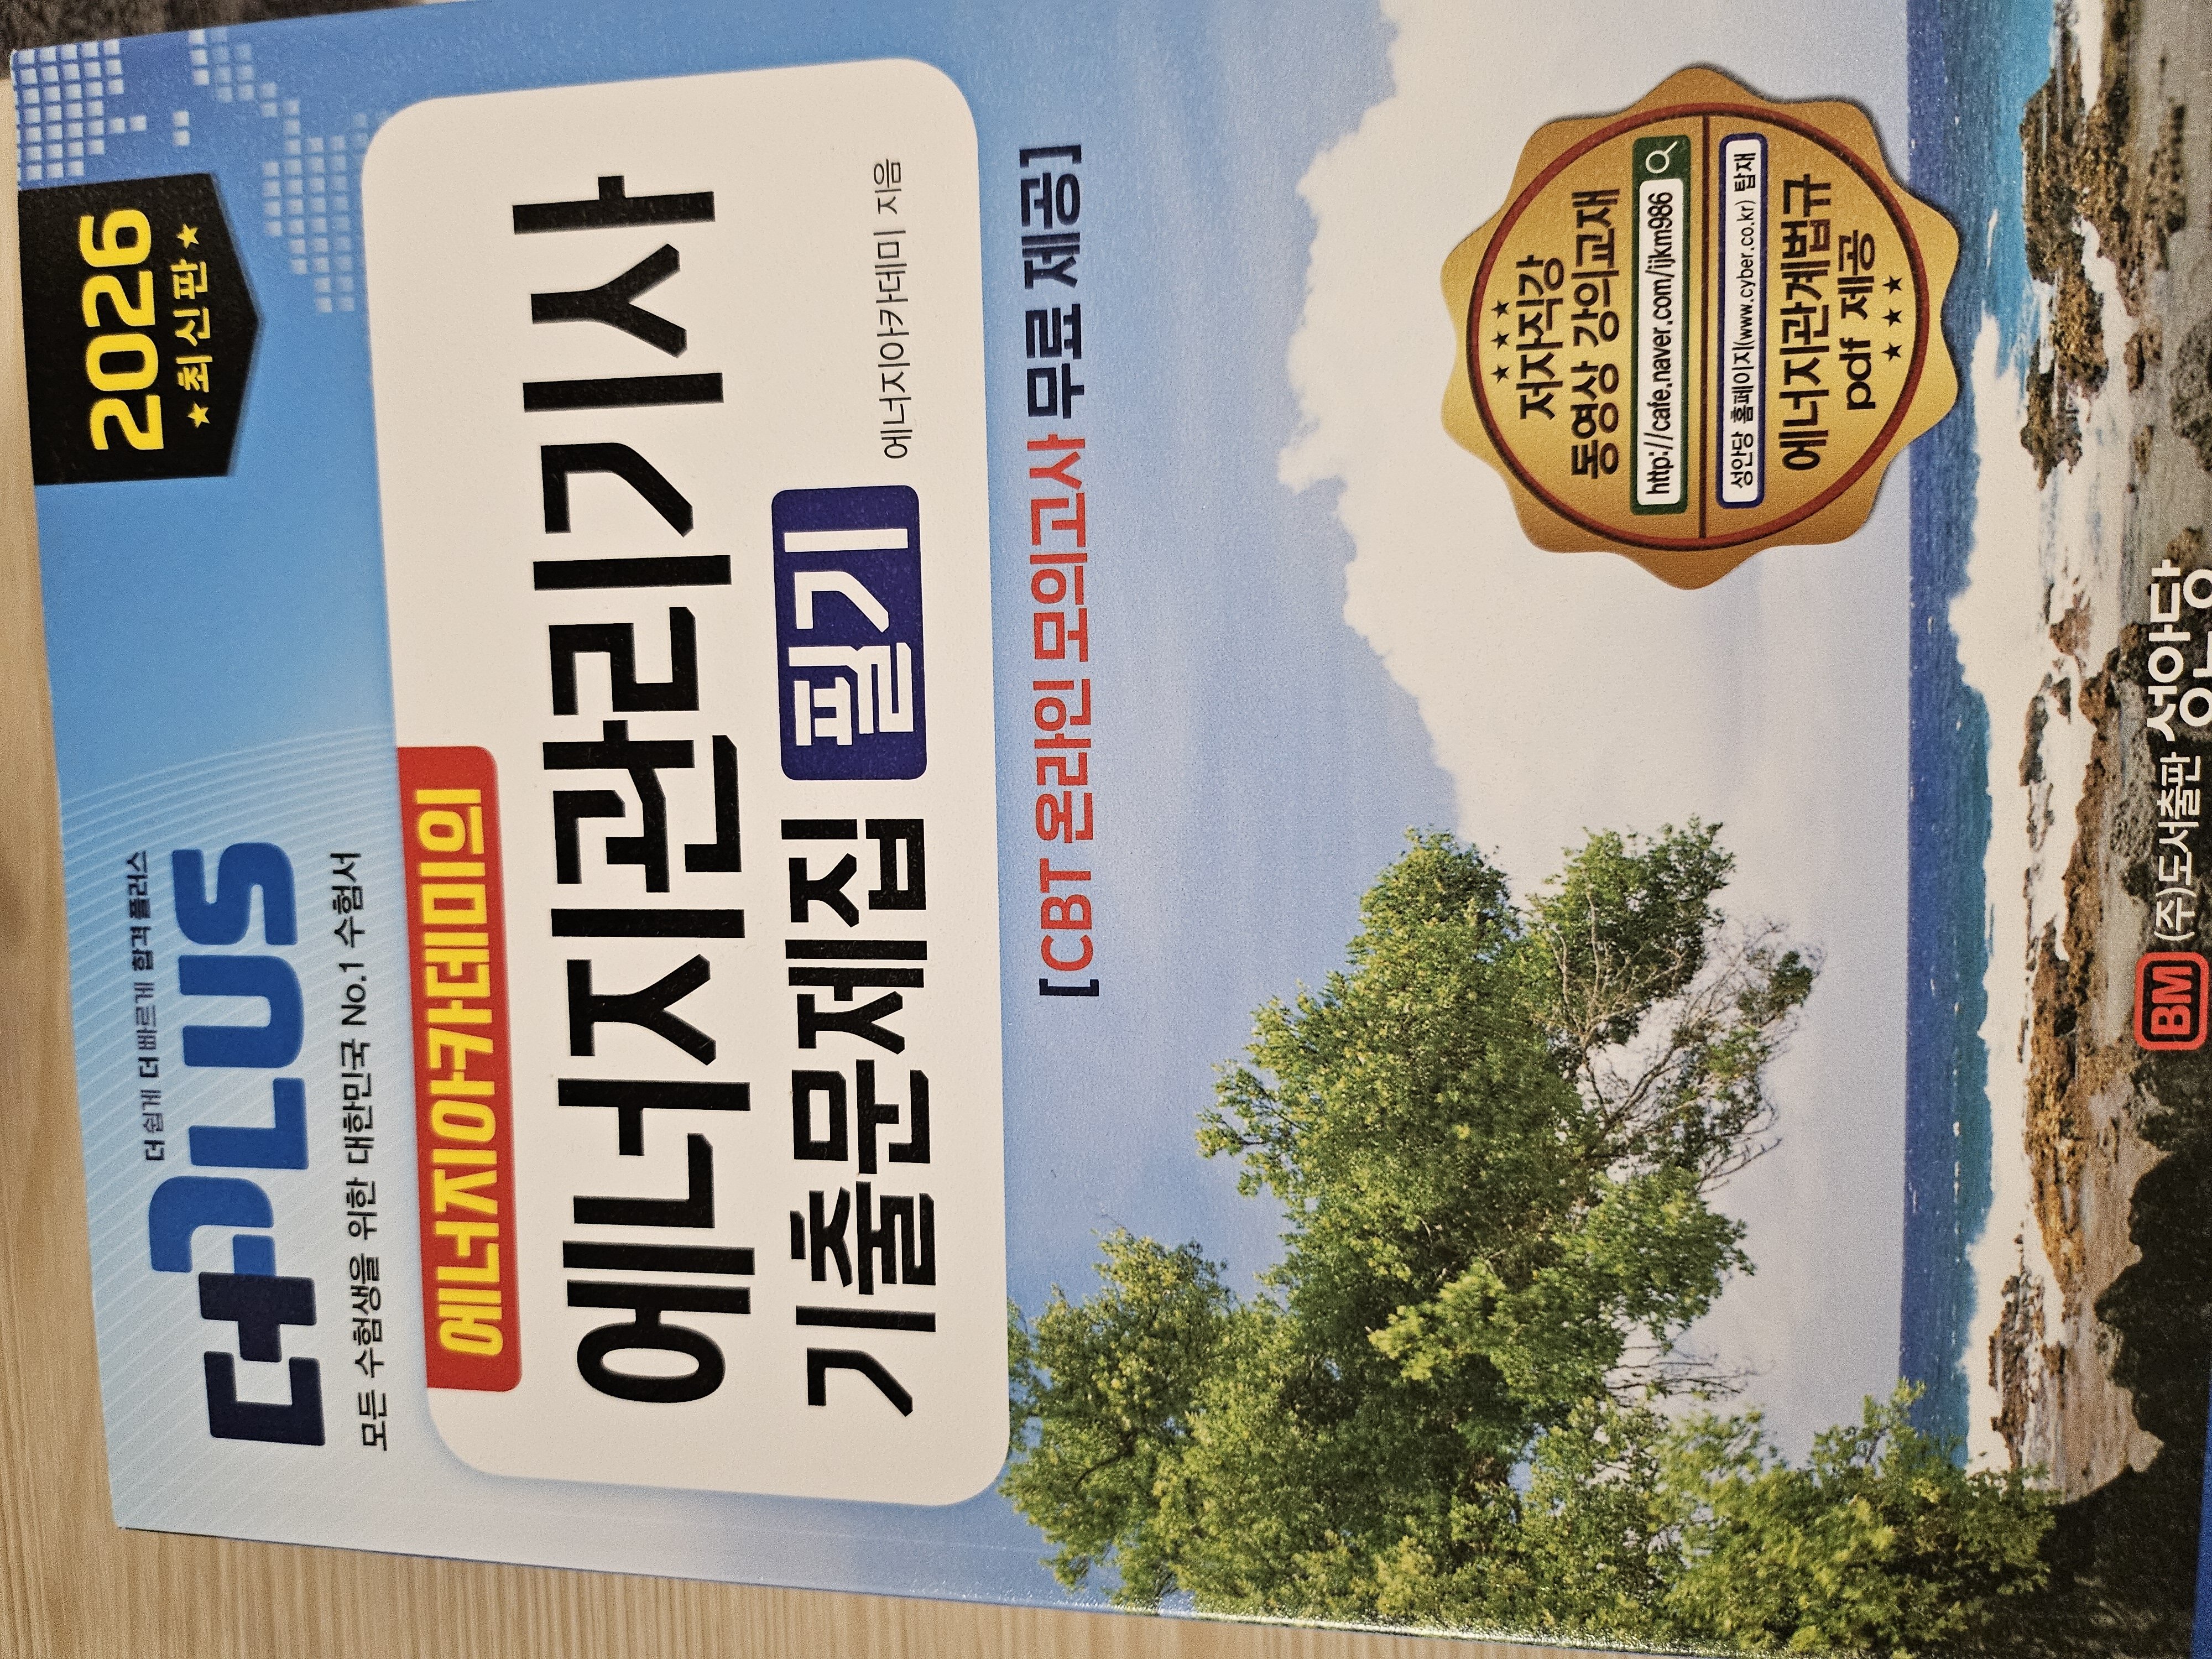 2026
★최신판★
더 쉽게 더 빠르게 합격 플러스
더PLUS
모든 수험생을 위한 대한민국 No.1 수험서
에너지아카데미의
에너지관리기사
기출문제집 필기
에너지아카데미 지음
[CBT 온라인 모의고사 무료 제공]
★★★
저자직강
동영상 강의교재
http://cafe.naver.com/ijkm986
성안당 홈페이지(www.cyber.co.kr) 탑재
에너지관계법규
pdf 제공
★★★
BM (주)도서출판 성안당